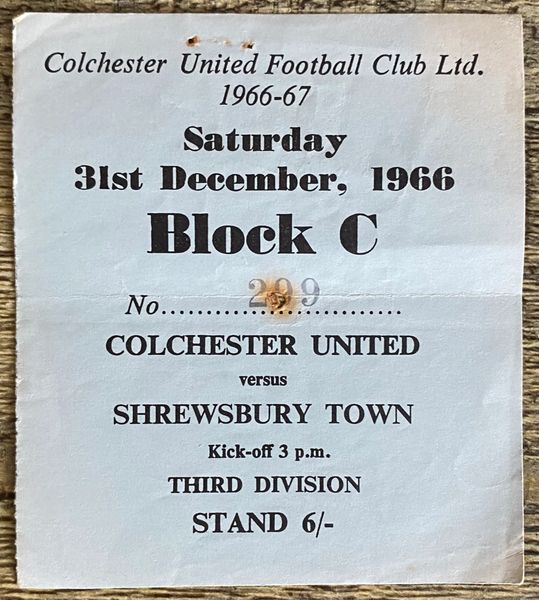 Colchester United Football Club Ltd.
1966-67
Saturday
31st December, 1966
Block C
No..............................
COLCHESTER UNITED
versus
SHREWSBURY TOWN
Kick-off 3 p.m.
THIRD DIVISION
STAND 6/-